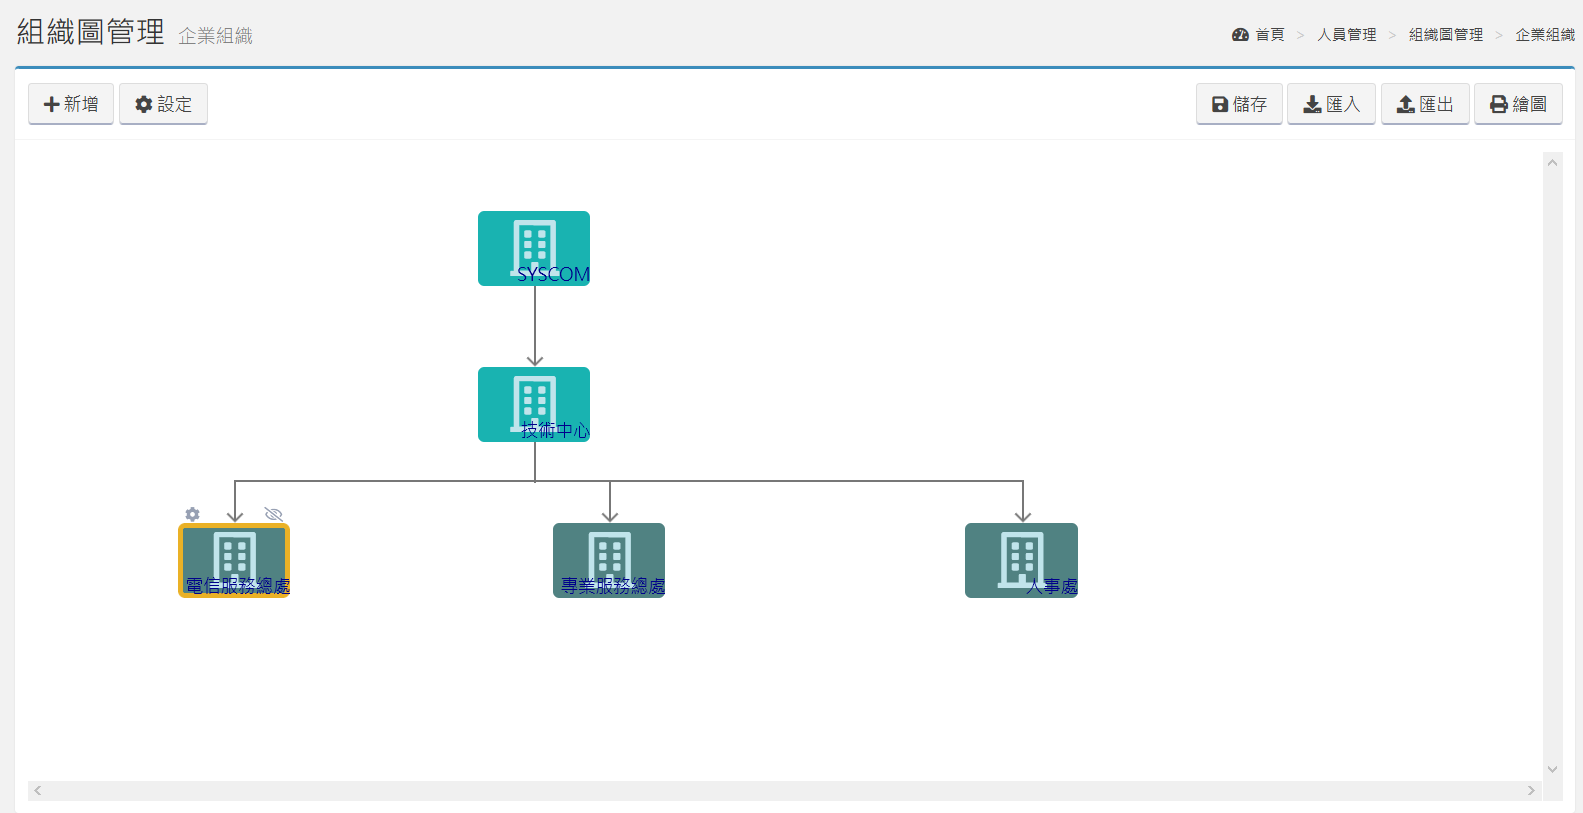 組織圖管理 企業組織
首頁 > 人員管理 > 組織圖管理 > 企業組織
新增 設定 儲存 匯入 匯出 繪圖
SYSCOM
技術中心
電信服務總處 專業服務總處 人事處